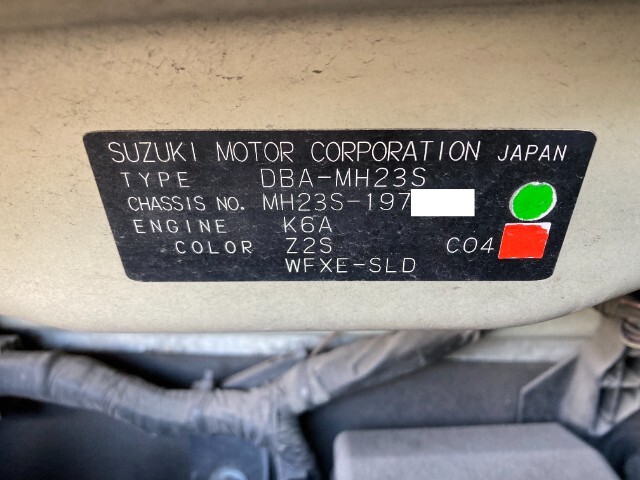 SUZUKI MOTOR CORPORATION JAPAN
TYPE DBA-MH23S
CHASSIS NO. MH23S-197
ENGINE K6A
COLOR Z2S C04
WFXE-SLD